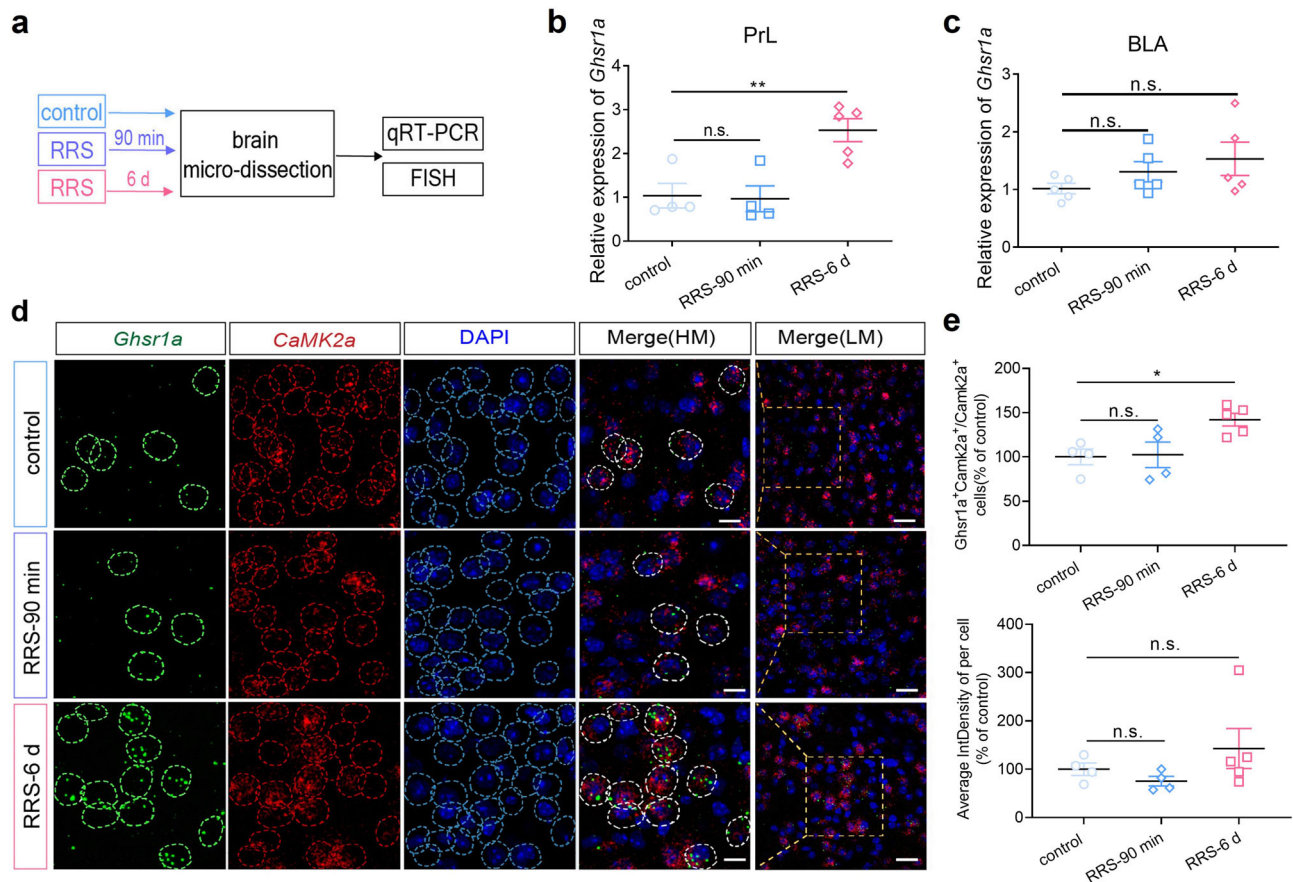 a
control
RRS
90 min
RRS
6 d
brain
micro-dissection
qRT-PCR
FISH
b
PrL
Relative expression of Ghsr1a
4
3
2
1
0
**
n.s.
control
RRS-90 min
RRS-6 d
c
BLA
Relative expression of Ghsr1a
3
2
1
0
n.s.
n.s.
control
RRS-90 min
RRS-6 d
d
Ghsr1a
CaMK2a
DAPI
Merge(HM)
Merge(LM)
control
RRS-90 min
RRS-6 d
e
Ghsr1a+Camk2a+/Camk2a+
cells(% of control)
200
150
100
50
0
*
n.s.
control
RRS-90 min
RRS-6 d
Average IntDensity of per cell
(% of control)
400
300
200
100
0
n.s.
n.s.
control
RRS-90 min
RRS-6 d